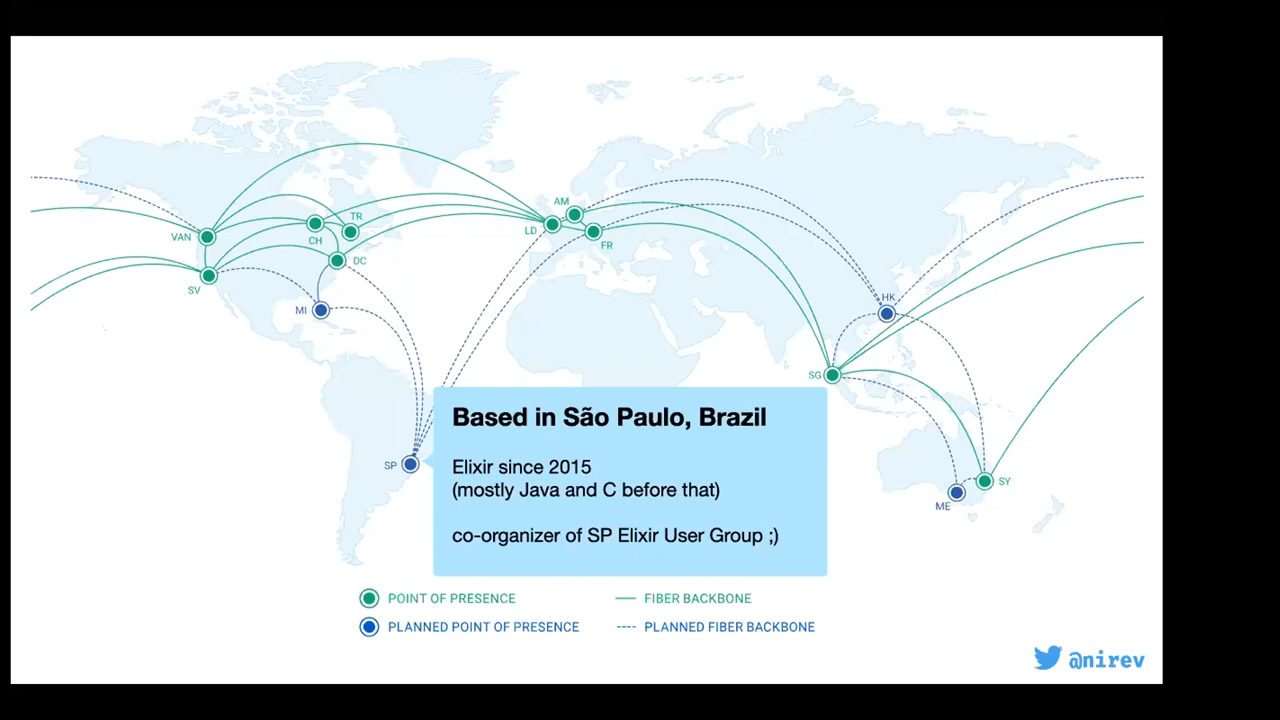 AM
TR
VAN
LD
CH
FR
DC
SV
HK
MI
SG
Based in São Paulo, Brazil
SP
Elixir since 2015
(mostly Java and C before that)
SY
ME
co-organizer of SP Elixir User Group ;)
POINT OF PRESENCE
FIBER BACKBONE
PLANNED POINT OF PRESENCE
PLANNED FIBER BACKBONE
@nirev